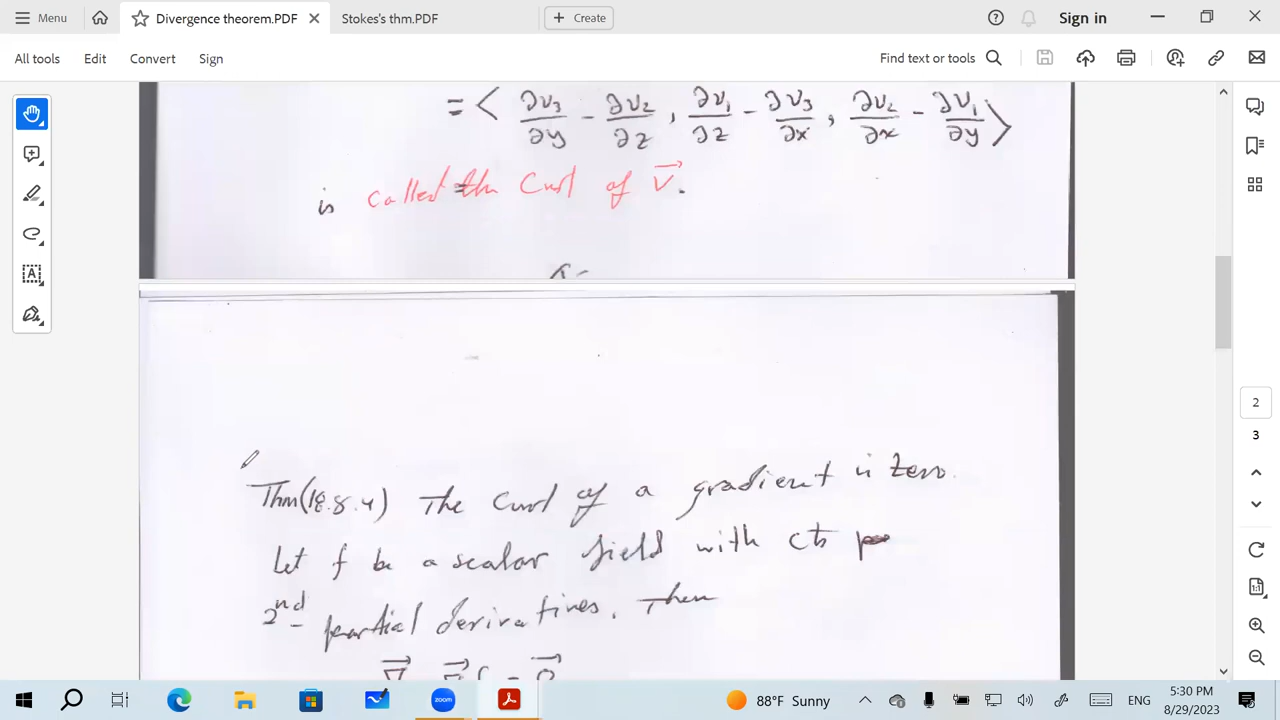 Menu
Divergence theorem.PDF
Stokes's thm.PDF
Create
Sign in
All tools
Edit
Convert
Sign
Find text or tools
= < ∂v₃/∂y - ∂v₂/∂z , ∂v₁/∂z - ∂v₃/∂x , ∂v₂/∂x - ∂v₁/∂y >
is called the Curl of v⃗.
Thm(18.8.4) The Curl of a gradient is zero.
Let f be a scalar field with cts
2nd partial derivatives. Then
2
3
1:1
zoom
88°F Sunny
ENG
5:30 PM
8/29/2023